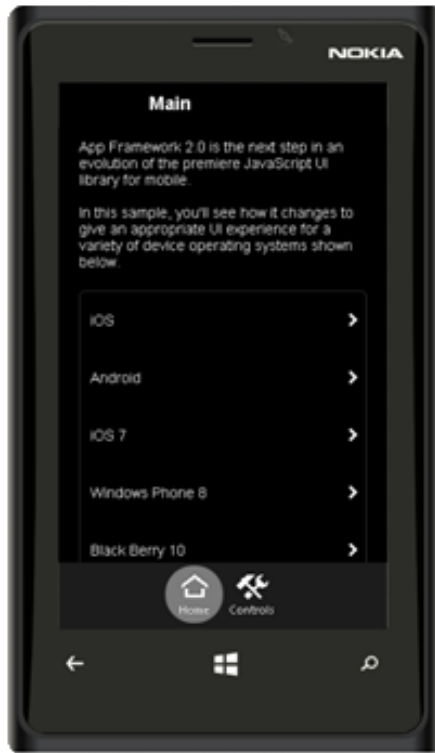 NOKIA
Main
App Framework 2.0 is the next step in an
evolution of the premiere JavaScript UI
library for mobile.
In this sample, you'll see how it changes to
give an appropriate UI experience for a
variety of device operating systems shown
below.
iOS
Android
iOS 7
Windows Phone 8
Black Berry 10
Home Controls